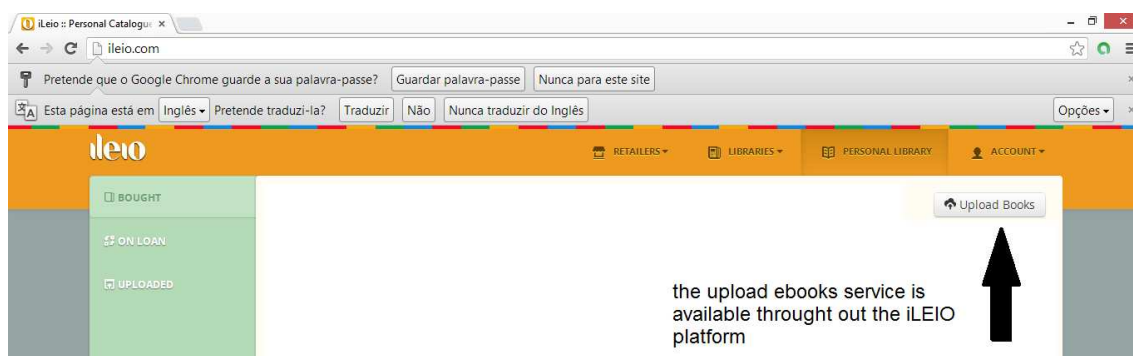 iLeio :: Personal Catalogue
ileio.com
Pretende que o Google Chrome guarde a sua palavra-passe? Guardar palavra-passe Nunca para este site
Esta página está em Inglês Pretende traduzi-la? Traduzir Não Nunca traduzir do Inglês Opções
ileio RETAILERS LIBRARIES PERSONAL LIBRARY ACCOUNT
BOUGHT
Upload Books
ON LOAN
UPLOADED
the upload ebooks service is
available throught out the iLEIO
platform